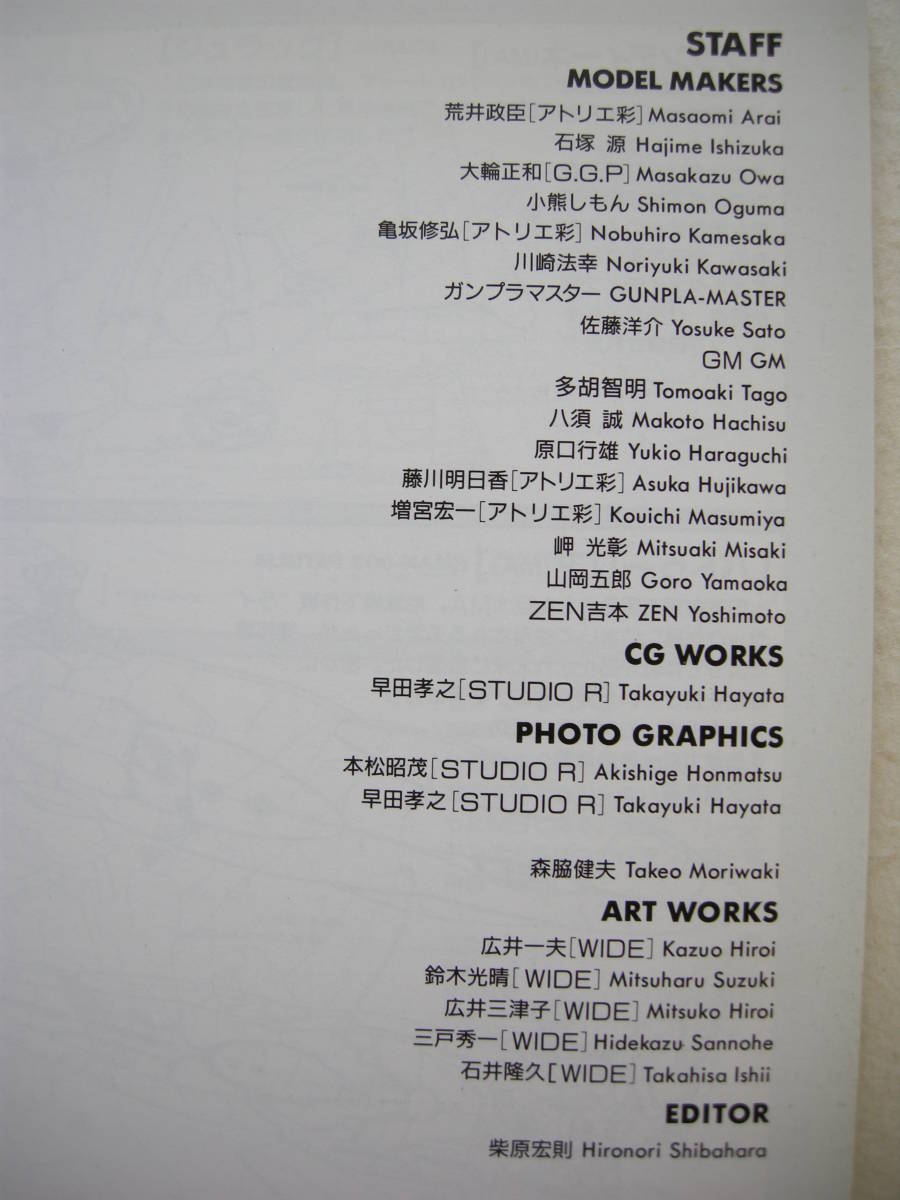 STAFF
MODEL MAKERS
荒井政臣[アトリエ彩] Masaomi Arai
石塚 源 Hajime Ishizuka
大輪正和[G.G.P] Masakazu Owa
小熊しもん Shimon Oguma
亀坂修弘[アトリエ彩] Nobuhiro Kamesaka
川崎法幸 Noriyuki Kawasaki
ガンプラマスター GUNPLA-MASTER
佐藤洋介 Yosuke Sato
GM GM
多胡智明 Tomoaki Tago
八須 誠 Makoto Hachisu
原口行雄 Yukio Haraguchi
藤川明日香[アトリエ彩] Asuka Hujikawa
増宮宏一[アトリエ彩] Kouichi Masumiya
岬 光彰 Mitsuaki Misaki
山岡五郎 Goro Yamaoka
ZEN吉本 ZEN Yoshimoto
CG WORKS
早田孝之[STUDIO R] Takayuki Hayata
PHOTO GRAPHICS
本松昭茂[STUDIO R] Akishige Honmatsu
早田孝之[STUDIO R] Takayuki Hayata
森脇健夫 Takeo Moriwaki
ART WORKS
広井一夫[WIDE] Kazuo Hiroi
鈴木光晴[WIDE] Mitsuharu Suzuki
広井三津子[WIDE] Mitsuko Hiroi
三戸秀一[WIDE] Hidekazu Sannohe
石井隆久[WIDE] Takahisa Ishii
EDITOR
柴原宏則 Hironori Shibahara